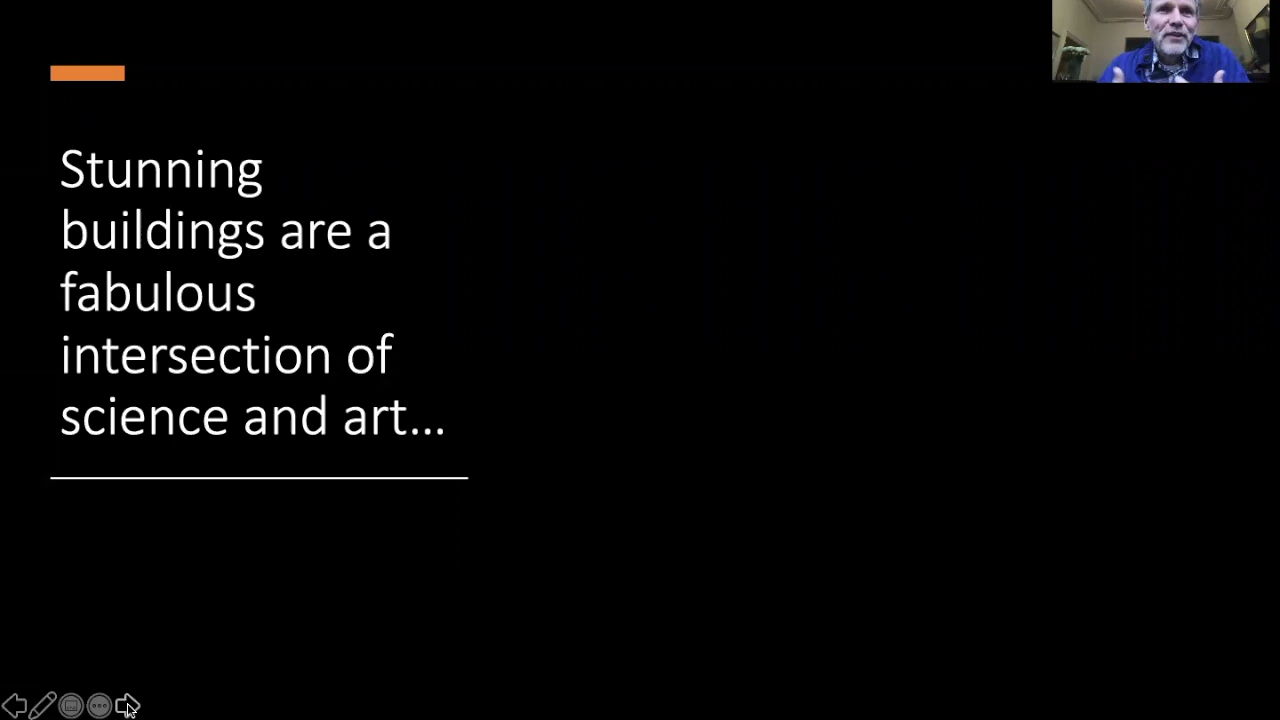 Stunning
buildings are a
fabulous
intersection of
science and art...